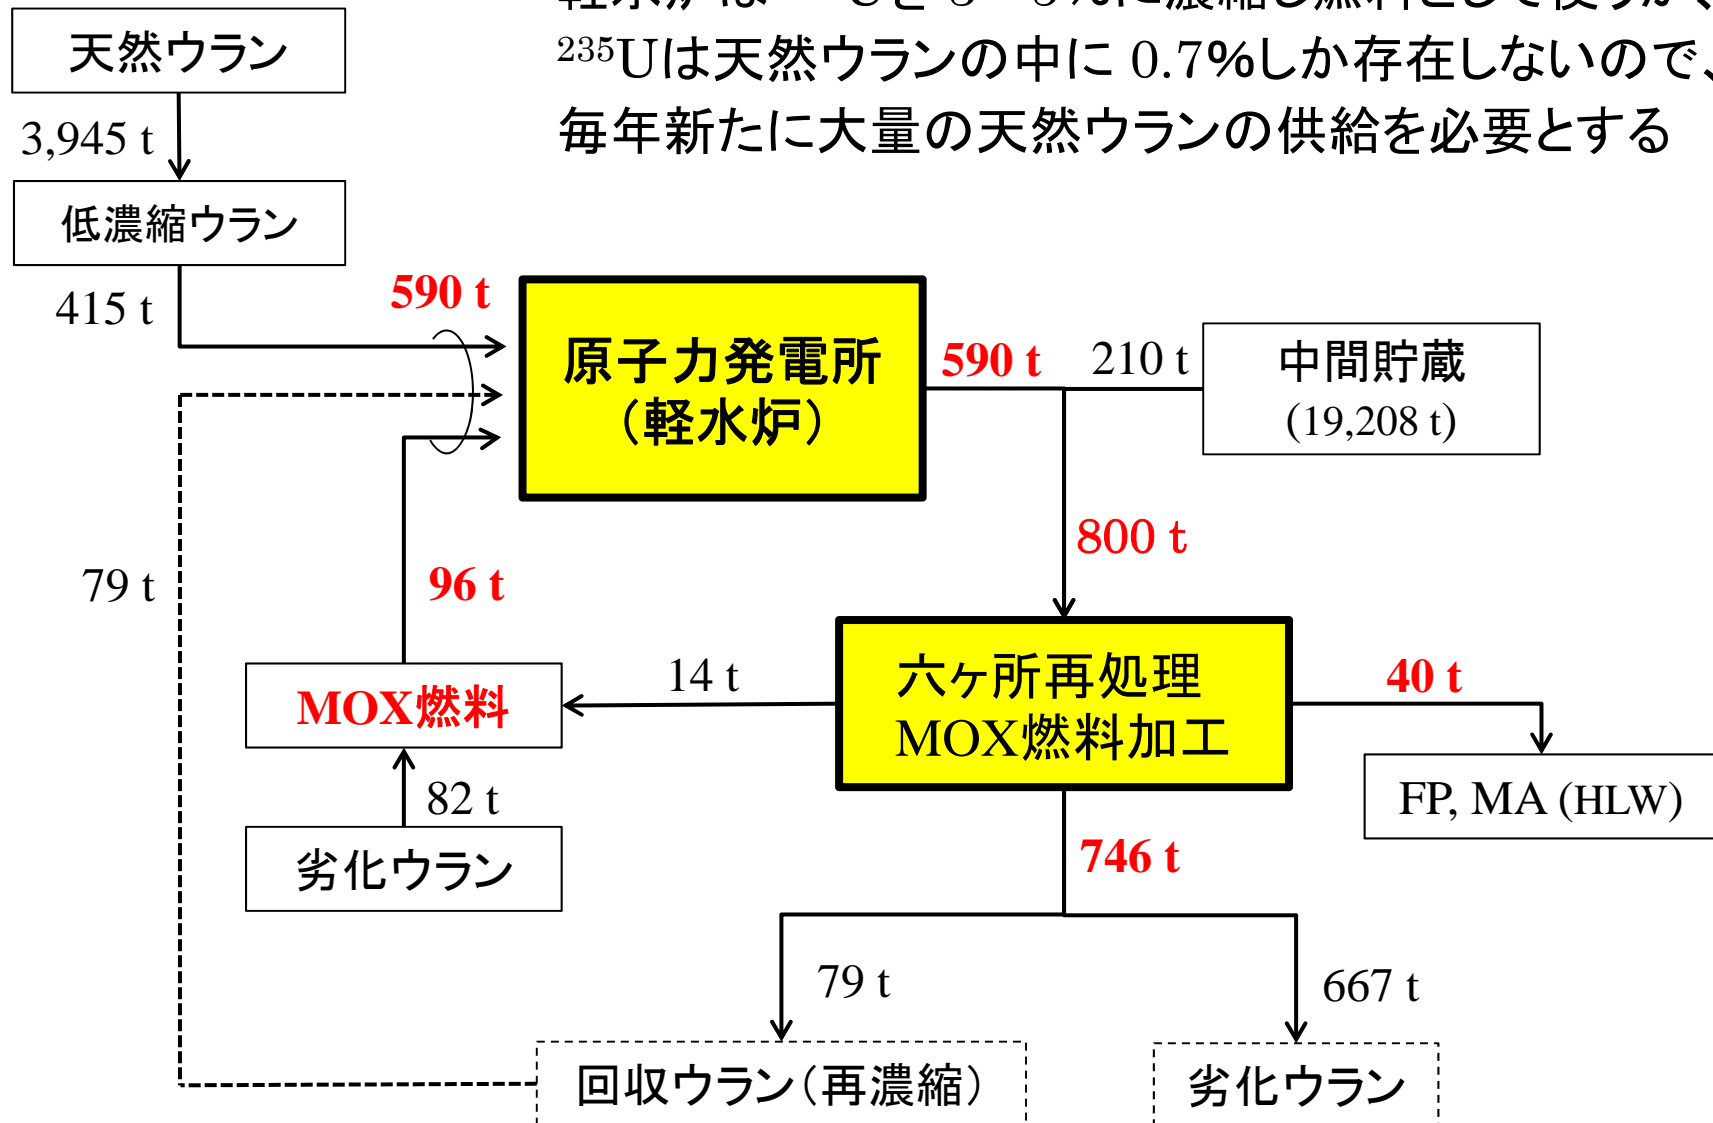 235Uは天然ウランの中に 0.7%しか存在しないので、
毎年新たに大量の天然ウランの供給を必要とする
天然ウラン
3,945 t
低濃縮ウラン
415 t
590 t
原子力発電所
（軽水炉）
590 t
210 t
中間貯蔵
(19,208 t)
800 t
79 t
96 t
MOX燃料
14 t
六ヶ所再処理
MOX燃料加工
40 t
FP, MA (HLW)
82 t
劣化ウラン
746 t
79 t
667 t
回収ウラン（再濃縮）
劣化ウラン